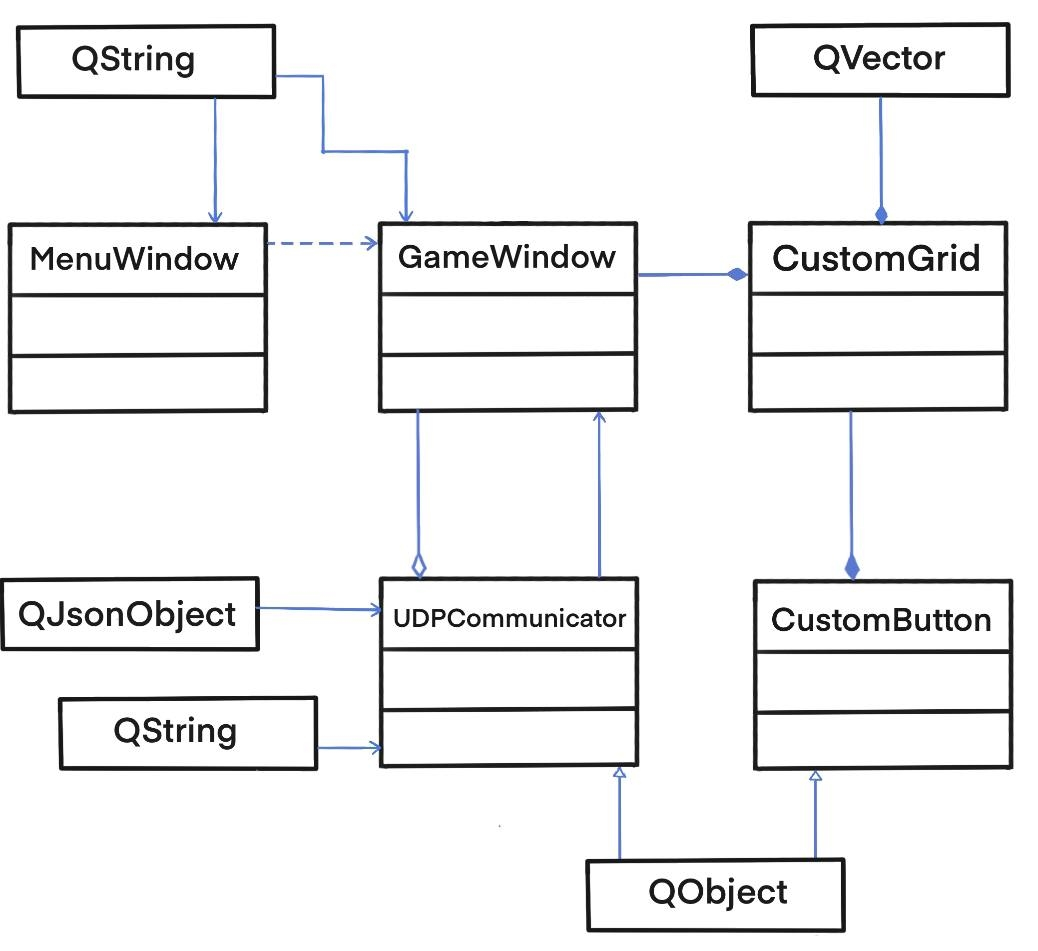 QString
QVector
MenuWindow
GameWindow
CustomGrid
QJsonObject
UDPCommunicator
CustomButton
QString
QObject